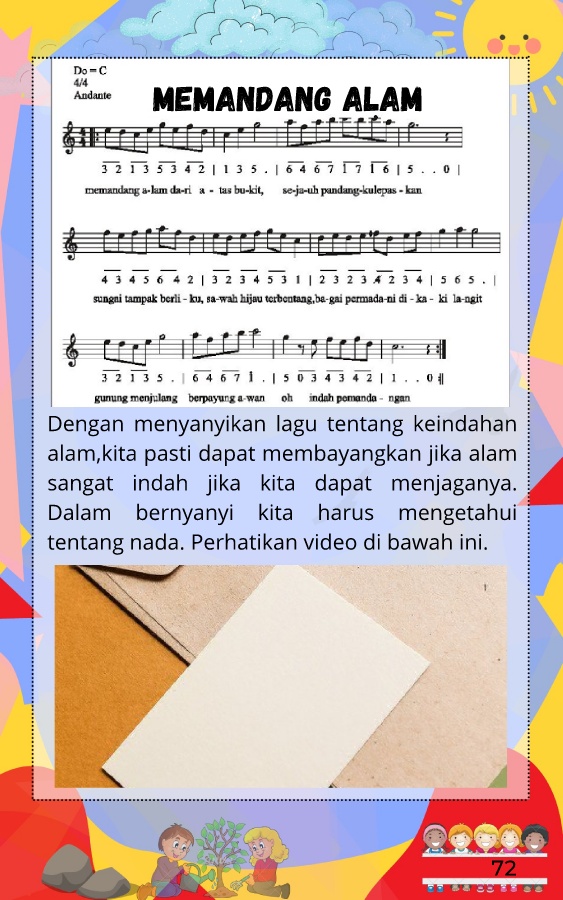 Do = C
4/4
Andante
MEMANDANG ALAM
3 2 1 3 5 3 4 2 | 1 3 5 . | 6 4 6 7 1 7 1 6 | 5 . . 0 |
memandang a-lam da-ri a - tas bu-kit, se-ja-uh pandang-kulepas - kan
4 3 4 5 6 4 2 | 3 2 3 4 5 3 1 | 2 3 2 3 4 2 3 4 | 5 6 5 . |
sungai tampak berli - ku, sa-wah hijau terbentang,ba-gai permada-ni di - ka - ki la-ngit
3 2 1 3 5 . | 6 4 6 7 1 . | 5 0 3 4 3 4 2 | 1 . . 0
gunung menjulang berpayung a-wan oh indah pemanda - ngan
Dengan menyanyikan lagu tentang keindahan
alam,kita pasti dapat membayangkan jika alam
sangat indah jika kita dapat menjaganya.
Dalam bernyanyi kita harus mengetahui
tentang nada. Perhatikan video di bawah ini.
72